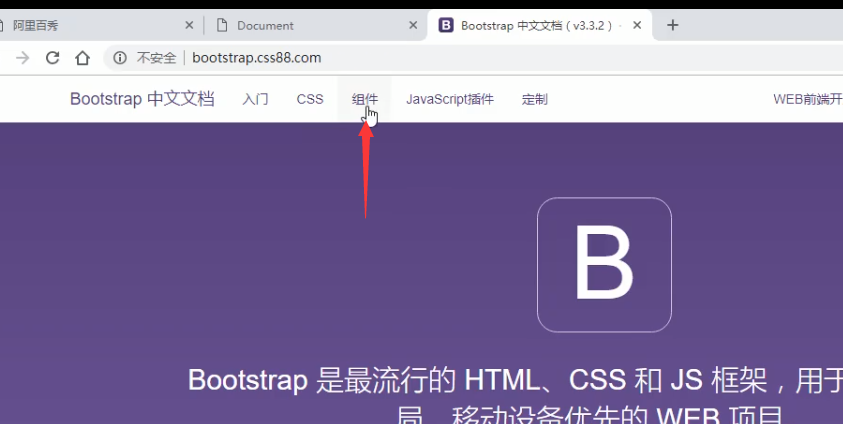 阿里百秀
Document
Bootstrap 中文文档（v3.3.2）
不安全
bootstrap.css88.com
Bootstrap 中文文档
入门
CSS
组件
JavaScript插件
定制
WEB前端开
B
Bootstrap 是最流行的 HTML、CSS 和 JS 框架，用于
局、移动设备优先的 WEB 项目